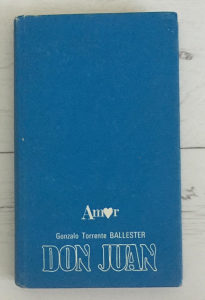 Amor
Gonzalo Torrente BALLESTER
DON JUAN